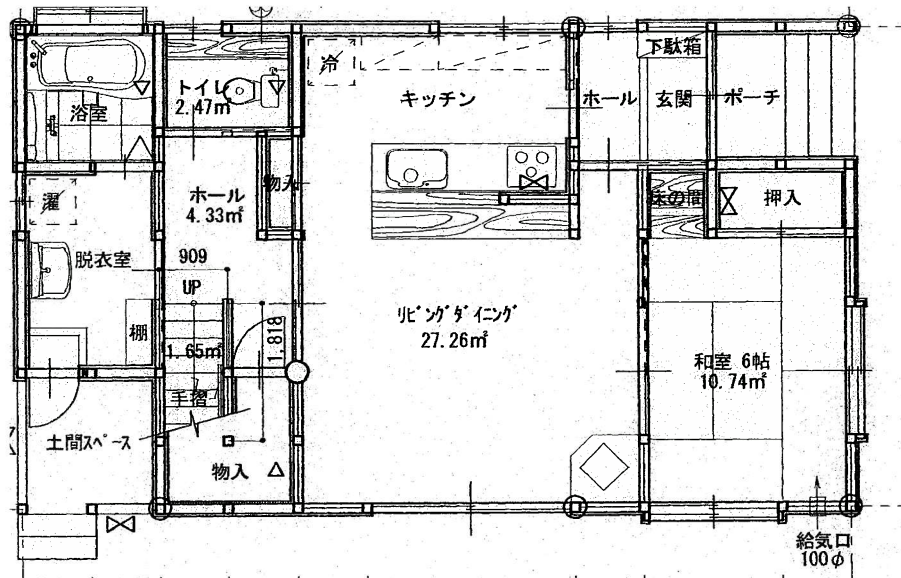 浴室
トイレ
2.47㎡
冷
キッチン
ホール
下駄箱
玄関
ポーチ
濯
ホール
4.33㎡
物入
床の間
押入
脱衣室
909
UP
棚
1.65㎡
1,818
手摺
リビングダイニング
27.26㎡
和室 6帖
10.74㎡
土間スペース
物入
給気口
100φ